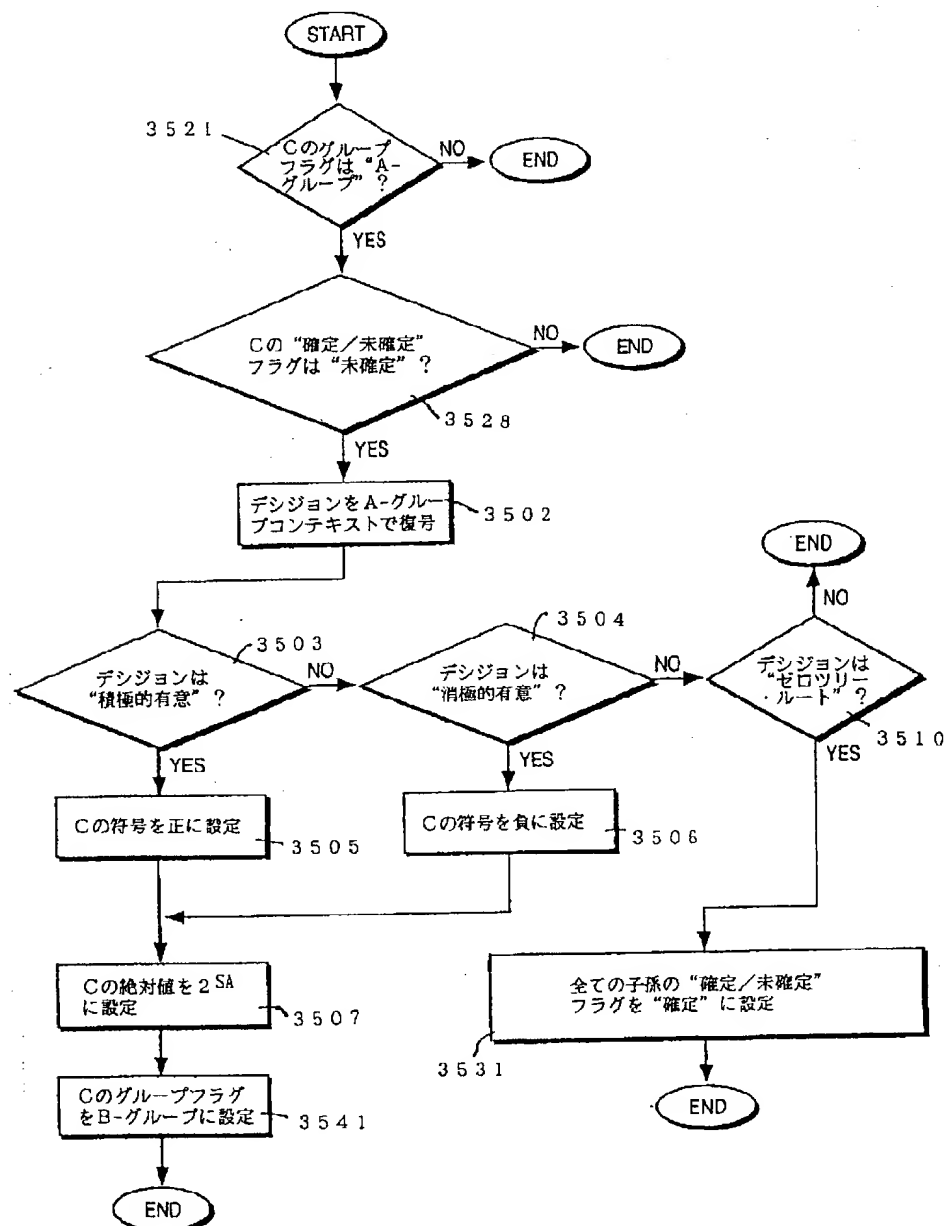 START
3521
Cのグループ
フラグは“A-
グループ”?
NO
END
YES
Cの“確定/未確定”
フラグは“未確定”?
NO
END
3528
YES
デシジョンをA-グルー
プコンテキストで復号
3502
END
NO
3503
デシジョンは
“積極的有意”?
NO
3504
デシジョンは
“消極的有意”?
NO
デシジョンは
“ゼロツリー
ルート”?
3510
YES
YES
YES
Cの符号を正に設定
3505
Cの符号を負に設定
3506
Cの絶対値を2SA
に設定
3507
全ての子孫の“確定/未確定”
フラグを“確定”に設定
3531
Cのグループフラグ
をB-グループに設定
3541
END
END